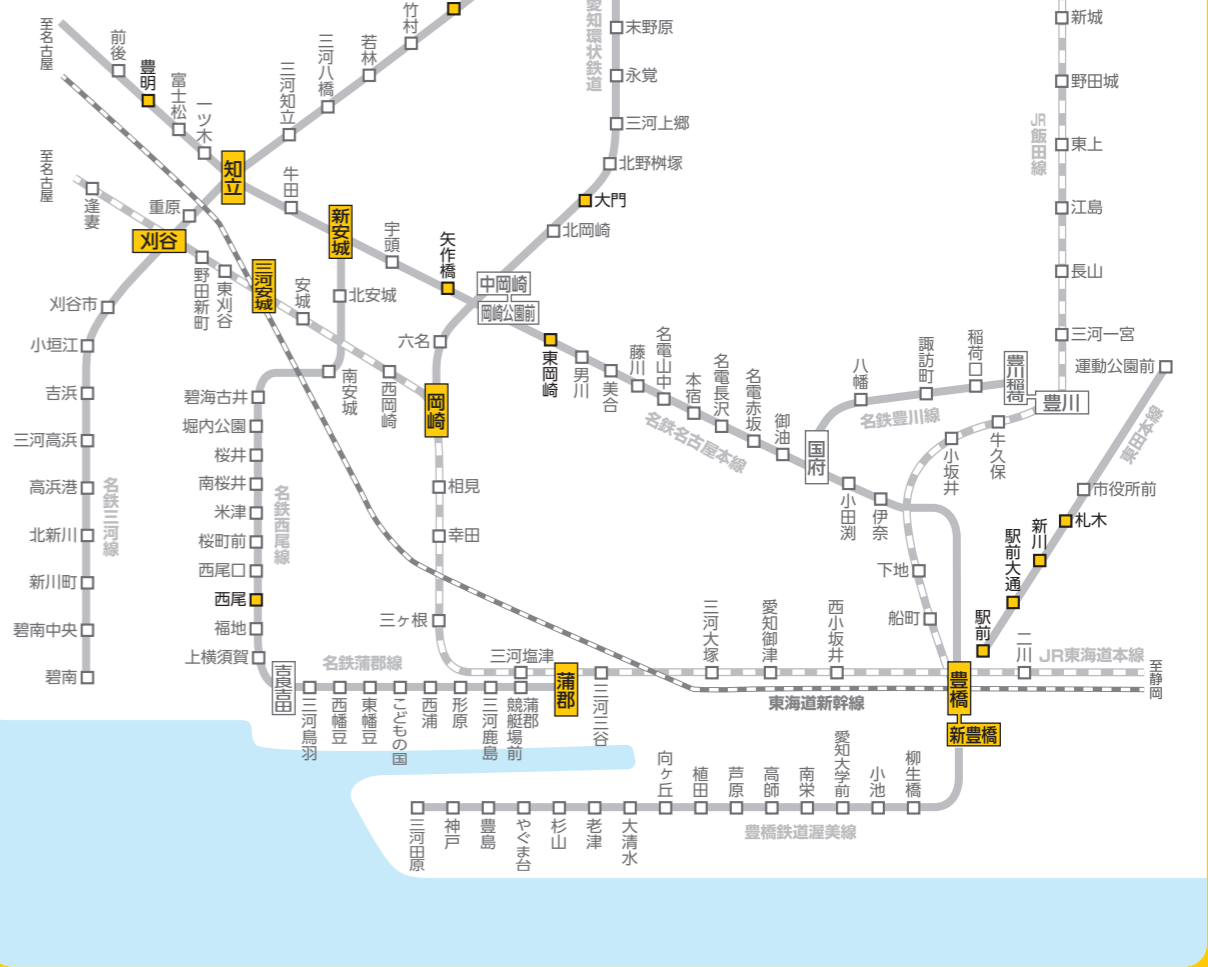 至名古屋
前後
豊明
富士松
一ツ木
知立
三河知立
三河八橋
若林
竹村
愛知環状鉄道
末野原
永覚
三河上郷
北野桝塚
大門
北岡崎
中岡崎
岡崎公園前
六名
岡崎
至名古屋
逢妻
刈谷
野田新町
東刈谷
三河安城
安城
西岡崎
相見
幸田
三ヶ根
三河塩津
蒲郡
三河三谷
三河大塚
愛知御津
西小坂井
豊橋
新豊橋
二川
JR東海道本線
至静岡
東海道新幹線
重原
刈谷市
小垣江
吉浜
三河高浜
高浜港
北新川
新川町
碧南中央
碧南
名鉄三河線
牛田
新安城
宇頭
矢作橋
東岡崎
男川
美合
藤川
名電山中
本宿
名電長沢
名電赤坂
御油
名鉄名古屋本線
国府
小田渕
伊奈
北安城
南安城
碧海古井
堀内公園
桜井
南桜井
米津
桜町前
西尾口
西尾
福地
上横須賀
吉良吉田
名鉄西尾線
名鉄蒲郡線
三河鳥羽
西幡豆
東幡豆
こどもの国
西浦
形原
三河鹿島
蒲郡
競艇場前
八幡
諏訪町
稲荷口
豊川稲荷
名鉄豊川線
豊川
牛久保
小坂井
下地
船町
新城
野田城
東上
江島
長山
三河一宮
JR
飯田線
運動公園前
東田本線
市役所前
札木
新川
駅前大通
駅前
柳生橋
小池
愛知大学前
南栄
高師
芦原
植田
向ヶ丘
大清水
老津
杉山
やぐま台
豊島
神戸
三河田原
豊橋鉄道渥美線